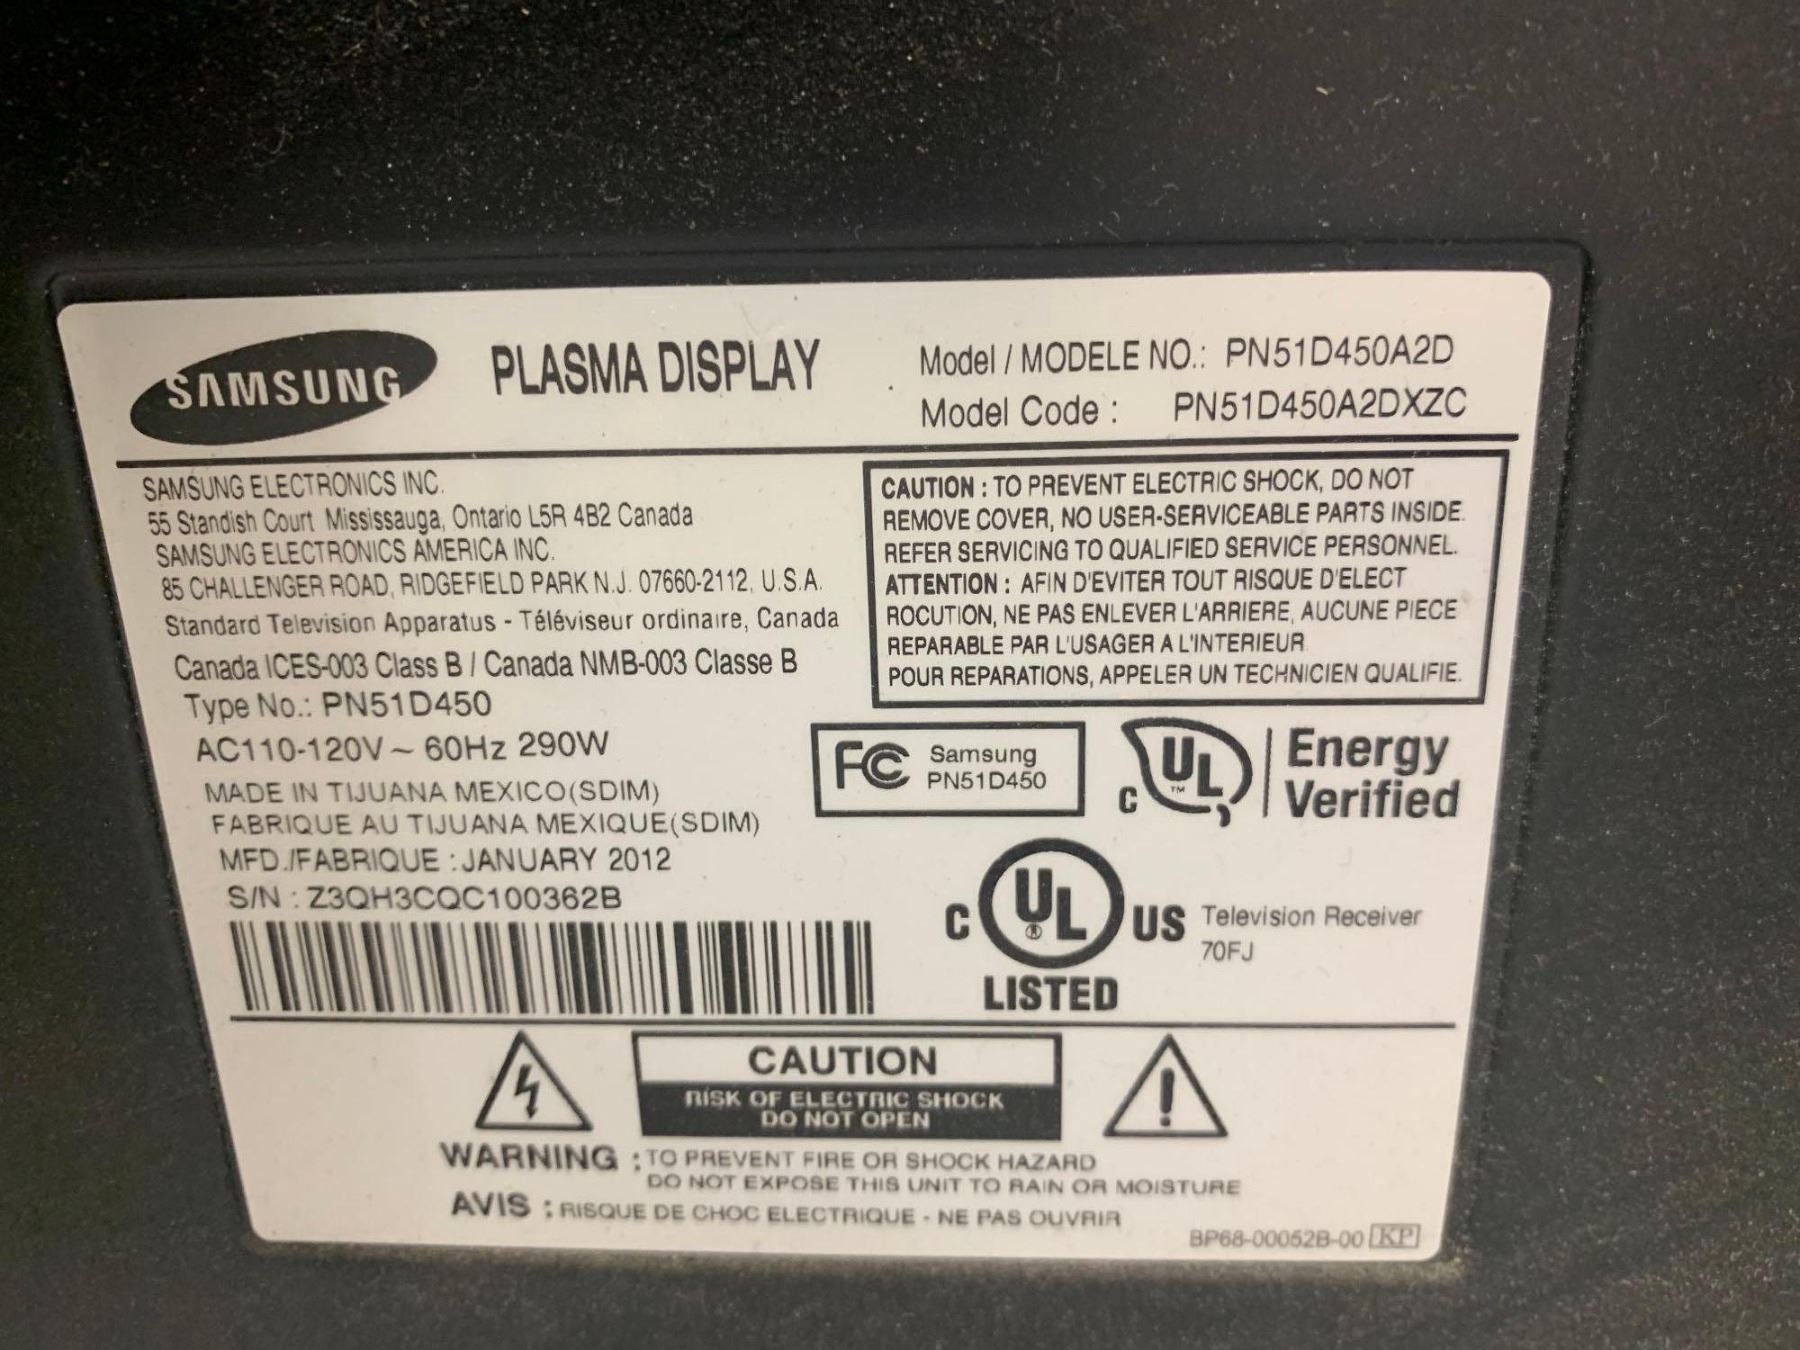 SAMSUNG PLASMA DISPLAY Model / MODELE NO.: PN51D450A2D
Model Code : PN51D450A2DXZC
SAMSUNG ELECTRONICS INC.
55 Standish Court Mississauga, Ontario L5R 4B2 Canada
SAMSUNG ELECTRONICS AMERICA INC.
85 CHALLENGER ROAD, RIDGEFIELD PARK N.J. 07660-2112, U.S.A.
Standard Television Apparatus - Téléviseur ordinaire, Canada
Canada ICES-003 Class B / Canada NMB-003 Classe B
Type No.: PN51D450
AC110-120V ~ 60Hz 290W
MADE IN TIJUANA MEXICO(SDIM)
FABRIQUE AU TIJUANA MEXIQUE(SDIM)
MFD./FABRIQUE : JANUARY 2012
S/N : Z3QH3CQC100362B
CAUTION : TO PREVENT ELECTRIC SHOCK, DO NOT
REMOVE COVER, NO USER-SERVICEABLE PARTS INSIDE.
REFER SERVICING TO QUALIFIED SERVICE PERSONNEL.
ATTENTION : AFIN D'EVITER TOUT RISQUE D'ELECT
ROCUTION, NE PAS ENLEVER L'ARRIERE, AUCUNE PIECE
REPARABLE PAR L'USAGER A L'INTERIEUR
POUR REPARATIONS, APPELER UN TECHNICIEN QUALIFIE.
FC Samsung
PN51D450
C UL ™ Energy
Verified
C UL ® US Television Receiver
70FJ
LISTED
CAUTION
RISK OF ELECTRIC SHOCK
DO NOT OPEN
WARNING : TO PREVENT FIRE OR SHOCK HAZARD
DO NOT EXPOSE THIS UNIT TO RAIN OR MOISTURE
AVIS : RISQUE DE CHOC ELECTRIQUE - NE PAS OUVRIR
BP68-00052B-00 KP